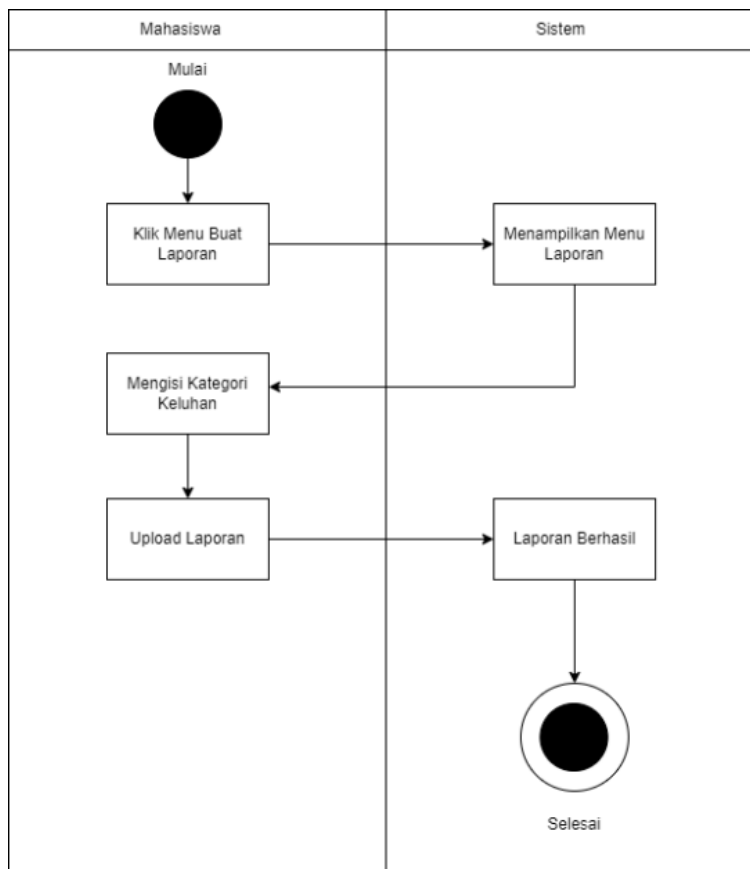 Mahasiswa
Sistem
Mulai
Klik Menu Buat
Laporan
Menampilkan Menu
Laporan
Mengisi Kategori
Keluhan
Upload Laporan
Laporan Berhasil
Selesai